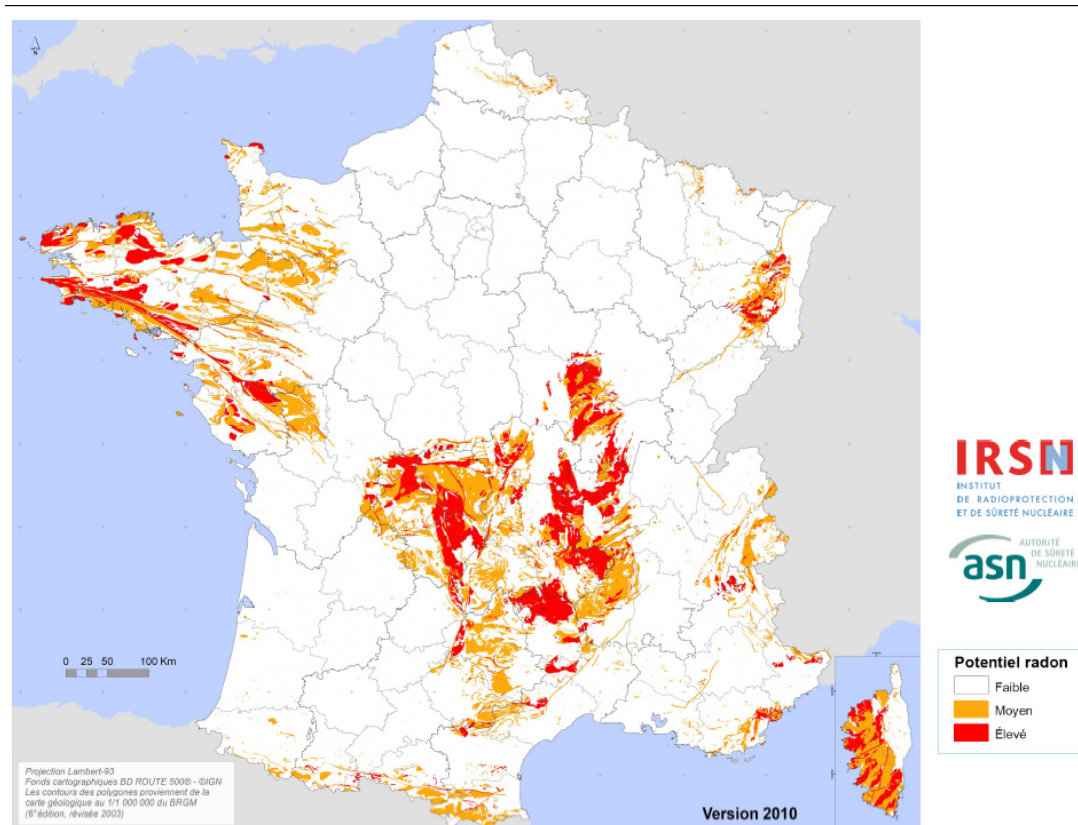 N
IRSN
INSTITUT
DE RADIOPROTECTION
ET DE SÛRETÉ NUCLÉAIRE
AUTORITÉ
DE SÛRETÉ
NUCLÉAIRE
asn
0 25 50 100 Km
Potentiel radon
Faible
Moyen
Élevé
Projection Lambert-93
Fonds cartographiques BD ROUTE 500® - ©IGN
Les contours des polygones proviennent de la
carte géologique au 1/1 000 000 du BRGM
(6° édition, révisée 2003)
Version 2010